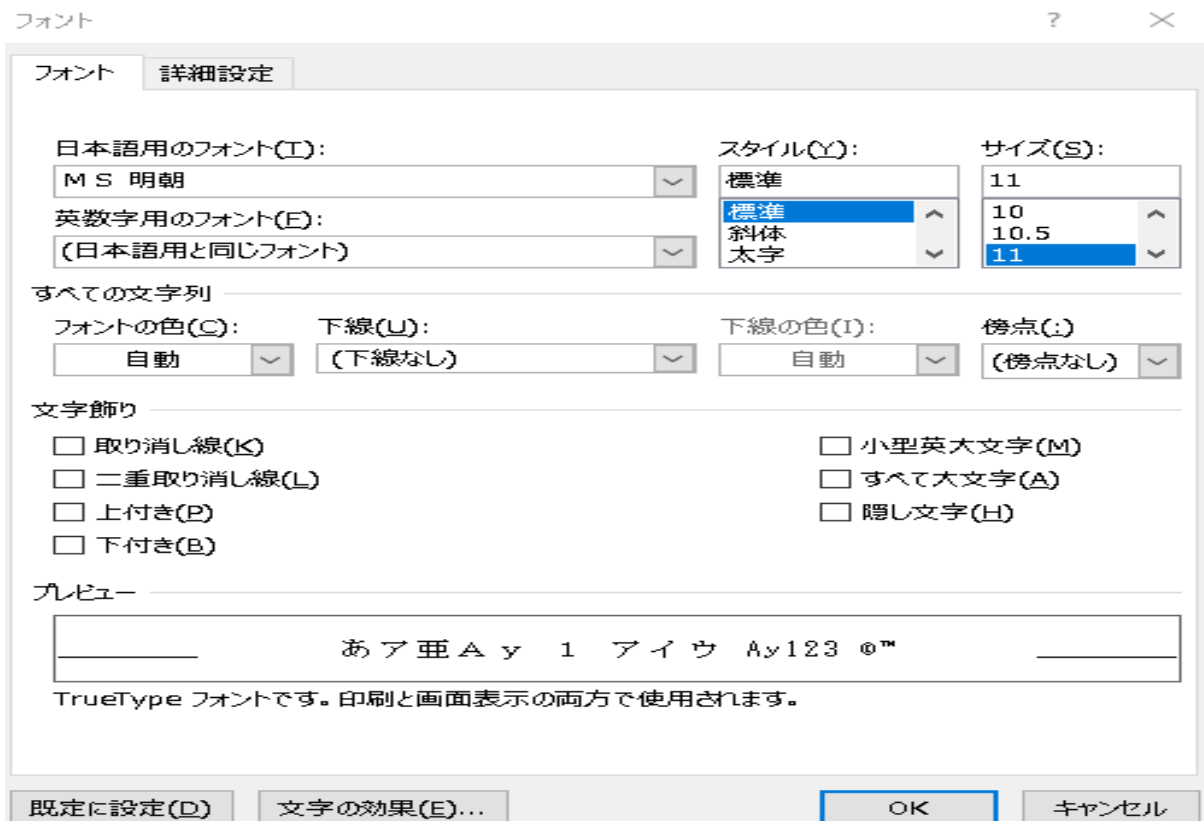 フォント ?
フォント 詳細設定
日本語用のフォント(T): スタイル(Y): サイズ(S):
ＭＳ 明朝 標準 11
英数字用のフォント(F): 標準 10
(日本語用と同じフォント) 斜体 10.5
太字 11
すべての文字列
フォントの色(C): 下線(U): 下線の色(I): 傍点(:)
自動 (下線なし) 自動 (傍点なし)
文字飾り
取り消し線(K) 小型英大文字(M)
二重取り消し線(L) すべて大文字(A)
上付き(P) 隠し文字(H)
下付き(B)
プレビュー
あア亜Ａｙ　１　アイウ Ay123 ©™
TrueType フォントです。印刷と画面表示の両方で使用されます。
既定に設定(D) 文字の効果(E)... OK キャンセル